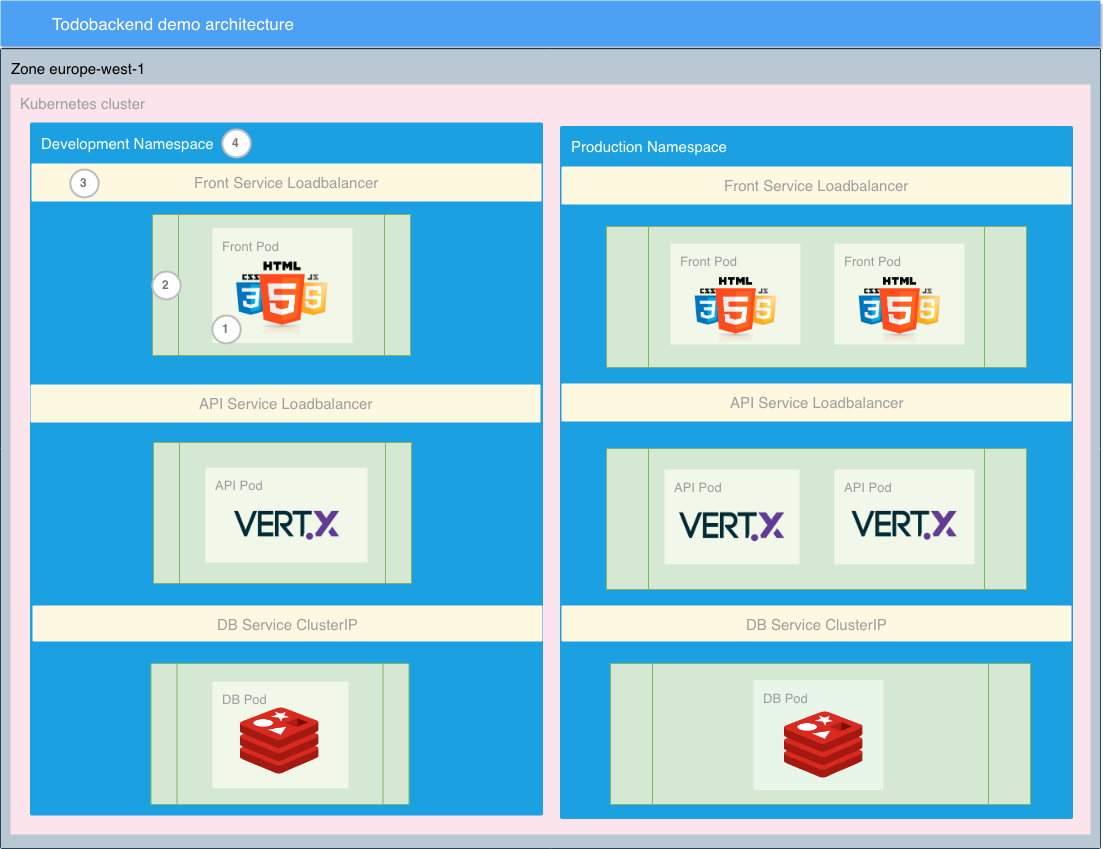 Todobackend demo architecture
Zone europe-west-1
Kubernetes cluster
Development Namespace 4
3 Front Service Loadbalancer
Front Pod
HTML
CSS JS
3 5 5
2
1
API Service Loadbalancer
API Pod
VERT.X
DB Service ClusterIP
DB Pod
Production Namespace
Front Service Loadbalancer
Front Pod
HTML
CSS JS
3 5 5
Front Pod
HTML
CSS JS
3 5 5
API Service Loadbalancer
API Pod
VERT.X
API Pod
VERT.X
DB Service ClusterIP
DB Pod